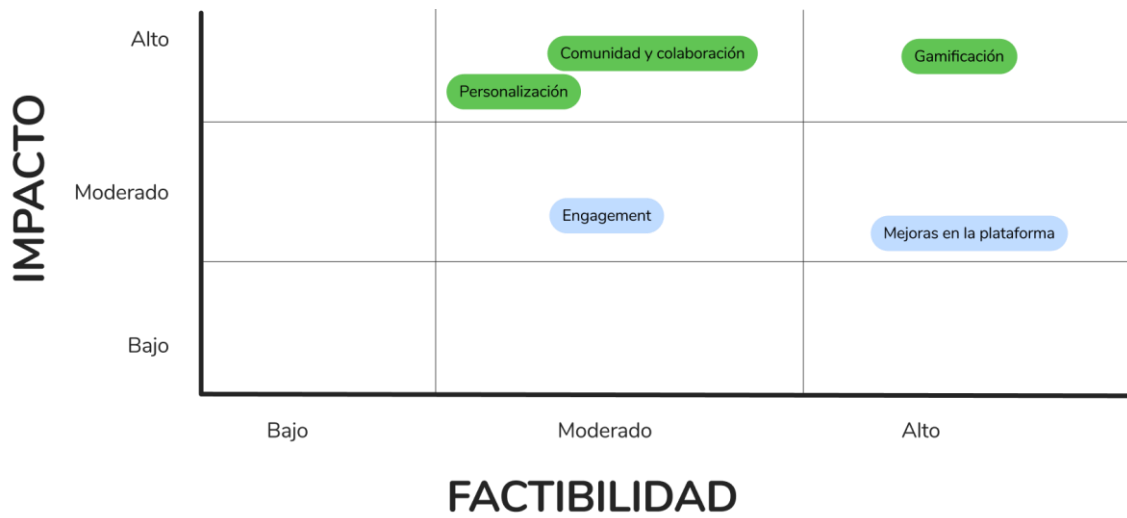 IMPACTO
Alto
Comunidad y colaboración
Gamificación
Personalización
Moderado
Engagement
Mejoras en la plataforma
Bajo
Bajo
Moderado
Alto
FACTIBILIDAD